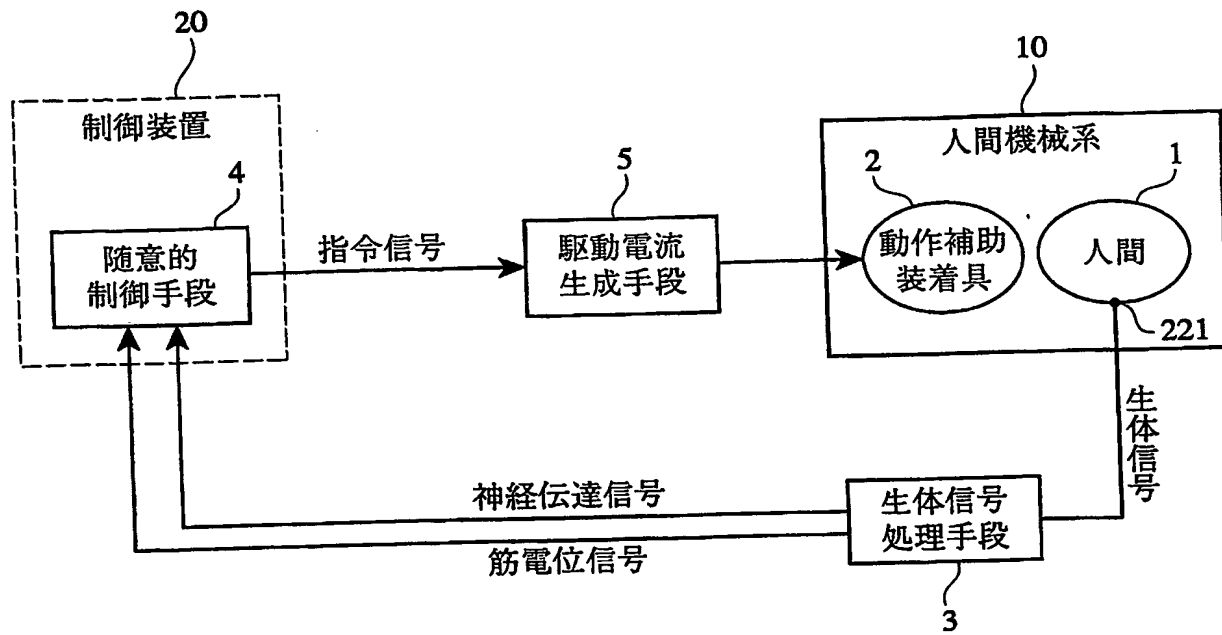 20
制御装置
4
随意的
制御手段
指令信号
5
駆動電流
生成手段
10
人間機械系
2
1
動作補助
装着具
人間
221
生体信号
神経伝達信号
筋電位信号
生体信号
処理手段
3